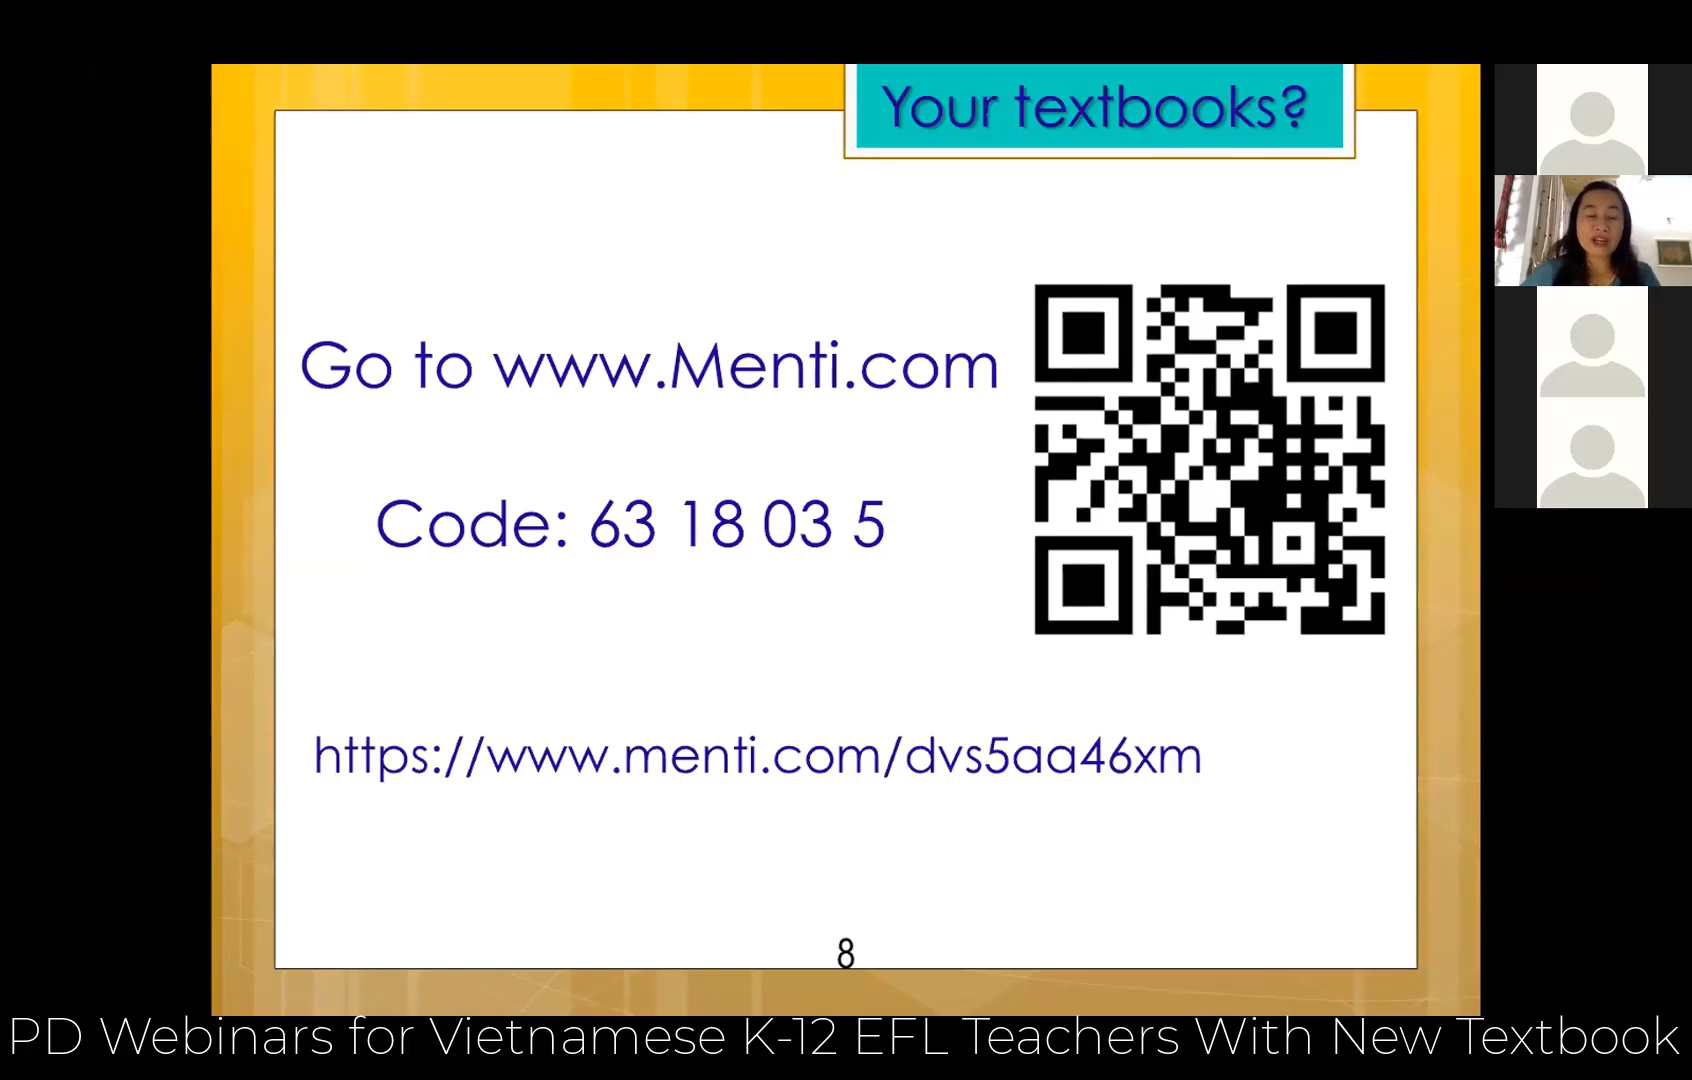 Your textbooks?
Go to www.Menti.com
Code: 63 18 03 5
https://www.menti.com/dvs5aa46xm
8
PD Webinars for Vietnamese K-12 EFL Teachers With New Textbook